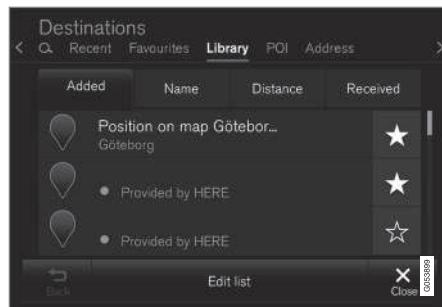 Destinations
Recent Favourites Library POI Address
Added Name Distance Received
Position on map Götebor...
Göteborg
Provided by HERE
Provided by HERE
Back Edit list Close
G053899